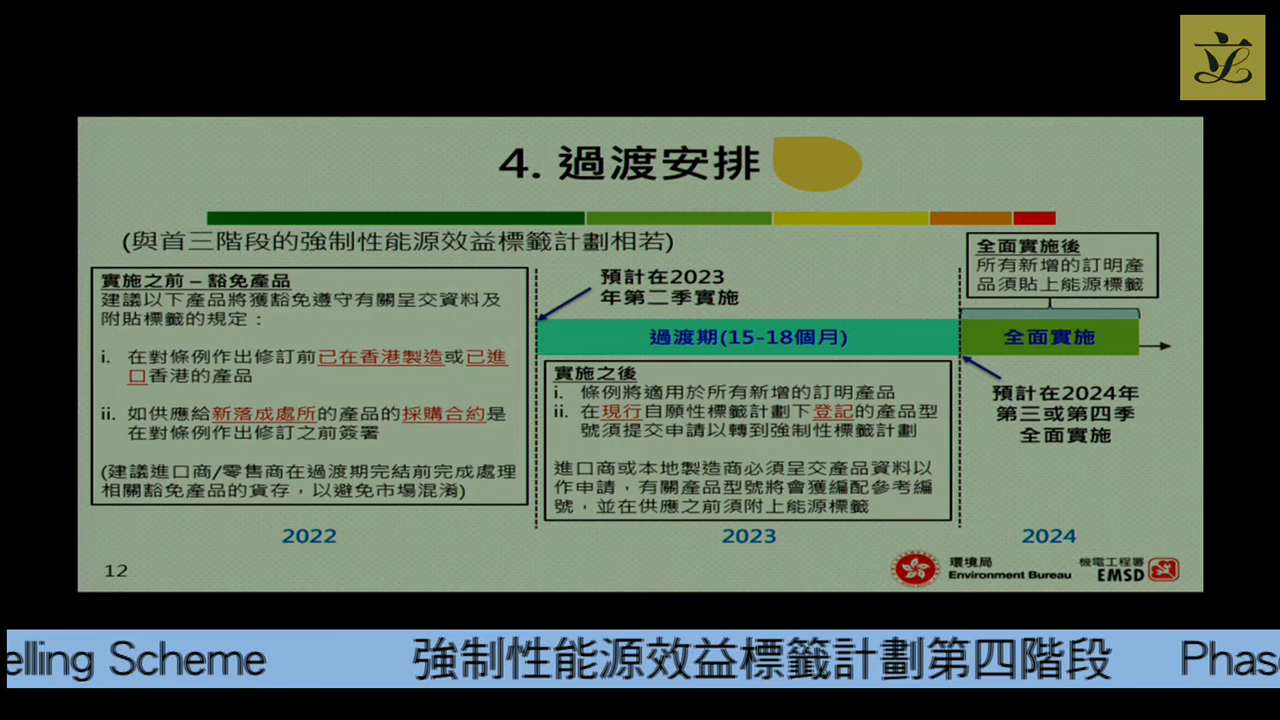 4. 過渡安排
(與首三階段的強制性能源效益標籤計劃相若)
實施之前 – 豁免產品
建議以下產品將獲豁免遵守有關呈交資料及
附貼標籤的規定：
i. 在對條例作出修訂前已在香港製造或已進
口香港的產品
ii. 如供應給新落成處所的產品的採購合約是
在對條例作出修訂之前簽署
(建議進口商/零售商在過渡期完結前完成處理
相關豁免產品的貨存，以避免市場混淆)
2022
預計在2023
年第二季實施
過渡期(15-18個月)
實施之後
i. 條例將適用於所有新增的訂明產品
ii. 在現行自願性標籤計劃下登記的產品型
號須提交申請以轉到強制性標籤計劃
進口商或本地製造商必須呈交產品資料以
作申請，有關產品型號將會獲編配參考編
號，並在供應之前須附上能源標籤
2023
全面實施後
所有新增的訂明產
品須貼上能源標籤
全面實施
預計在2024年
第三或第四季
全面實施
2024
12
環境局
Environment Bureau
機電工程署
EMSD
elling Scheme 強制性能源效益標籤計劃第四階段 Phas